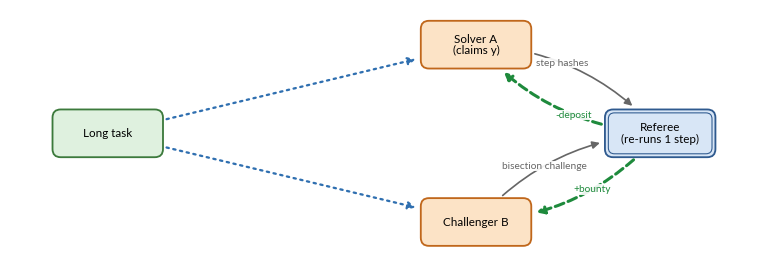 Solver A
(claims y)
step hashes
Long task
-deposit
Referee
(re-runs 1 step)
bisection challenge
+bounty
Challenger B